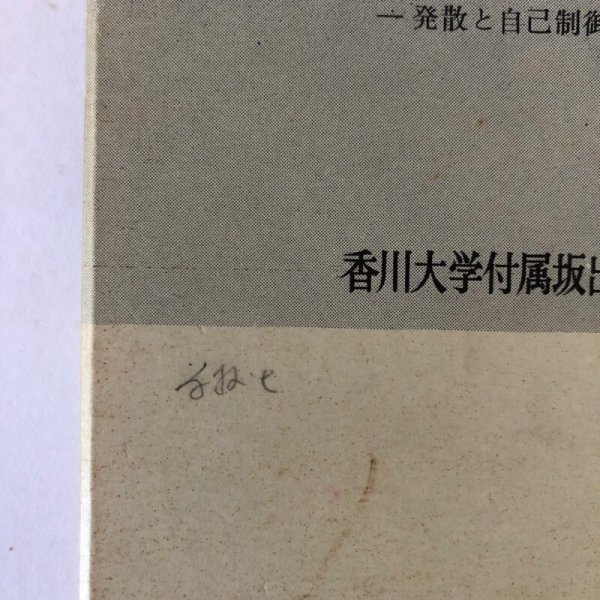 ― 発散と自己制御
香川大学付属坂出